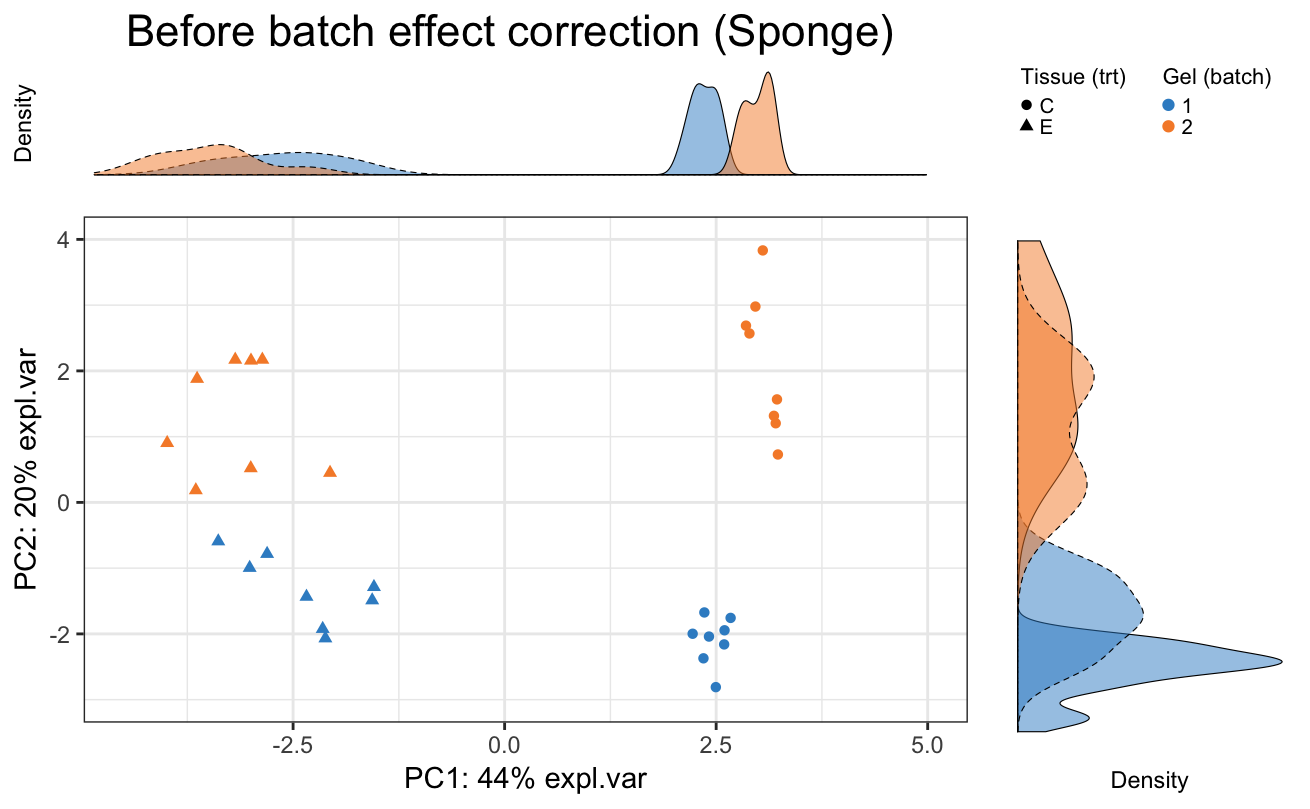 Before batch effect correction (Sponge)
Density
Tissue (trt)
C
E
Gel (batch)
1
2
4
2
0
-2
PC2: 20% expl.var
-2.5
0.0
2.5
5.0
PC1: 44% expl.var
Density